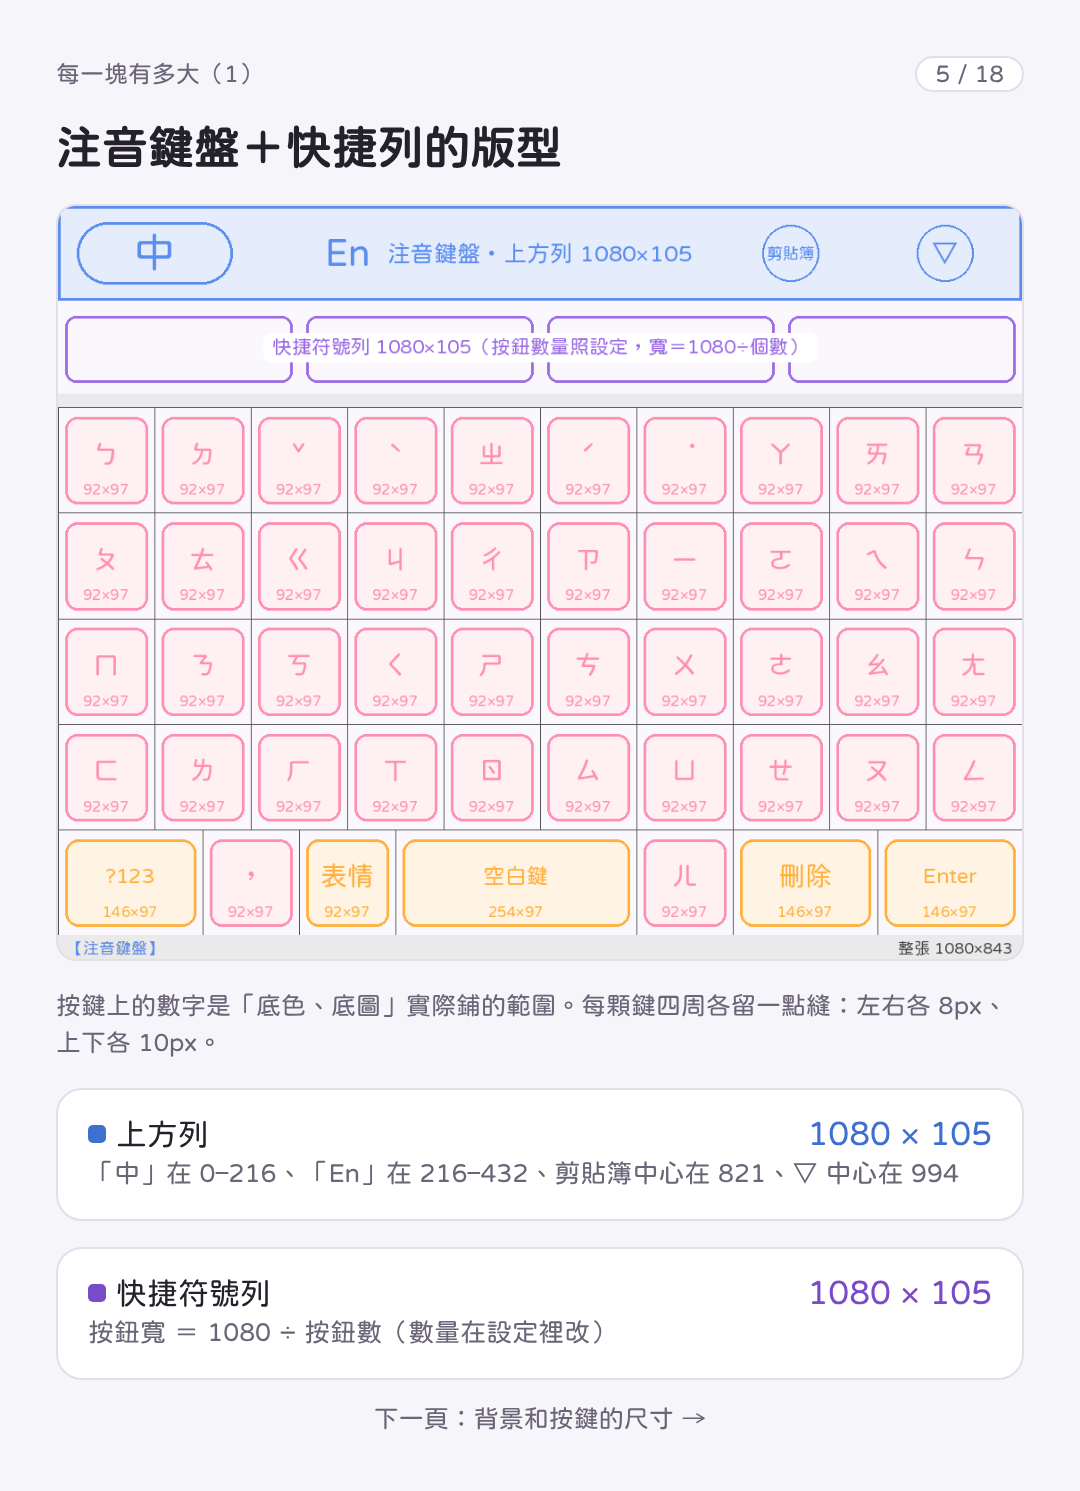 每一塊有多大（1）
5 / 18
注音鍵盤＋快捷列的版型
中 En 注音鍵盤・上方列 1080×105 剪貼簿 ▽
快捷符號列 1080×105（按鈕數量照設定，寬＝1080÷個數）
ㄅ ㄉ ˇ ˋ ㄓ ˊ ˙ ㄚ ㄞ ㄢ
92×97 92×97 92×97 92×97 92×97 92×97 92×97 92×97 92×97 92×97
ㄆ ㄊ ㄍ ㄐ ㄔ ㄗ ㄧ ㄛ ㄟ ㄣ
92×97 92×97 92×97 92×97 92×97 92×97 92×97 92×97 92×97 92×97
ㄇ ㄋ ㄎ ㄑ ㄕ ㄘ ㄨ ㄜ ㄠ ㄤ
92×97 92×97 92×97 92×97 92×97 92×97 92×97 92×97 92×97 92×97
ㄈ ㄌ ㄏ ㄒ ㄖ ㄙ ㄩ ㄝ ㄡ ㄥ
92×97 92×97 92×97 92×97 92×97 92×97 92×97 92×97 92×97 92×97
?123 ， 表情 空白鍵 ㄦ 刪除 Enter
146×97 92×97 92×97 254×97 92×97 146×97 146×97
【注音鍵盤】 整張 1080×843
按鍵上的數字是「底色、底圖」實際鋪的範圍。每顆鍵四周各留一點縫：左右各 8px、
上下各 10px。
上方列 1080 × 105
「中」在 0–216、「En」在 216–432、剪貼簿中心在 821、▽ 中心在 994
快捷符號列 1080 × 105
按鈕寬 ＝ 1080 ÷ 按鈕數（數量在設定裡改）
下一頁：背景和按鍵的尺寸 →